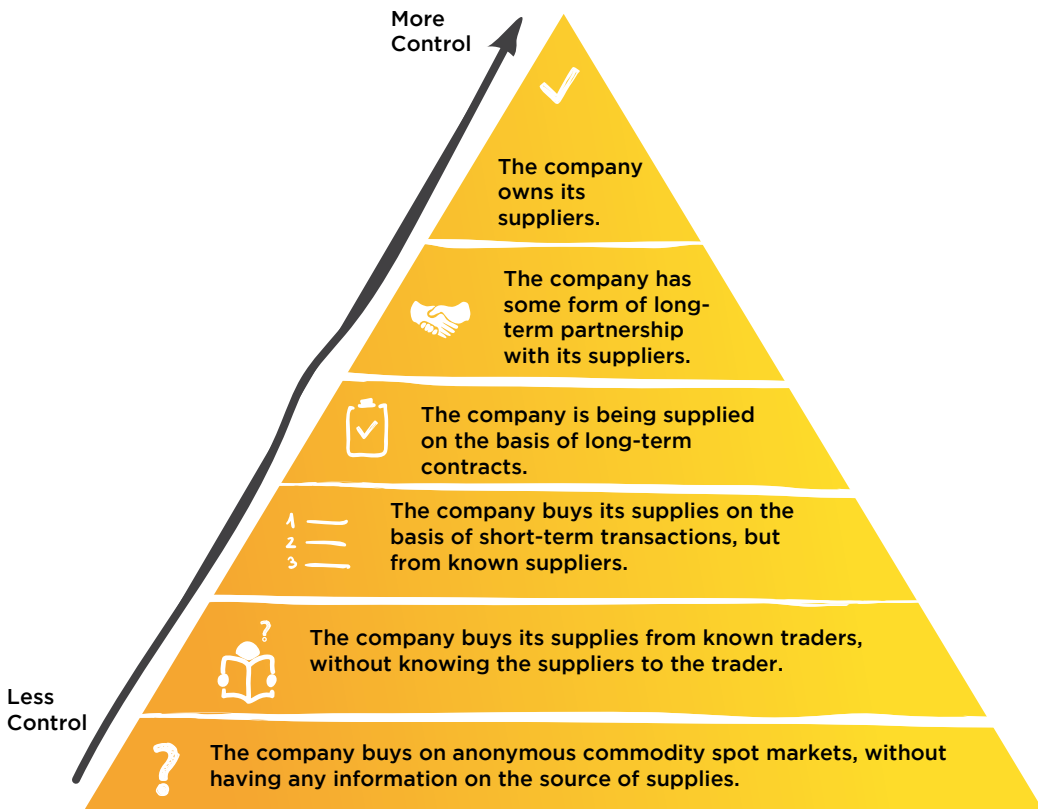 More
Control
The company
owns its
suppliers.
The company has
some form of long-
term partnership
with its suppliers.
The company is being supplied
on the basis of long-term
contracts.
1
2
3
The company buys its supplies on the
basis of short-term transactions, but
from known suppliers.
?
The company buys its supplies from known traders,
without knowing the suppliers to the trader.
Less
Control
?
The company buys on anonymous commodity spot markets, without
having any information on the source of supplies.